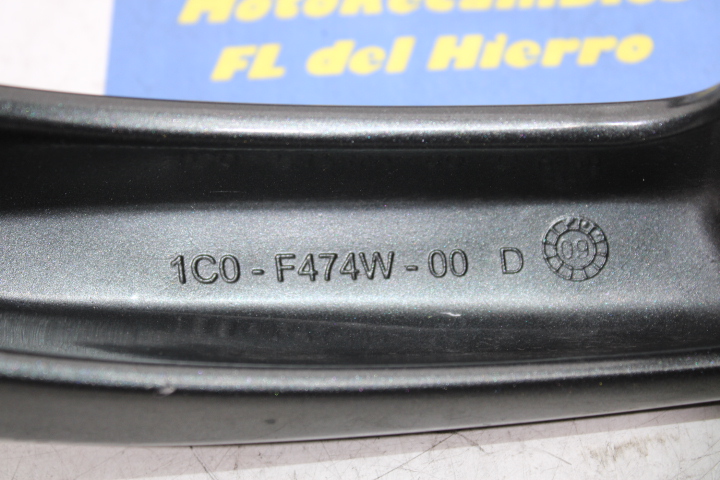 MotoRecambios
FL del Hierro
1C0-F474W-00 D
09